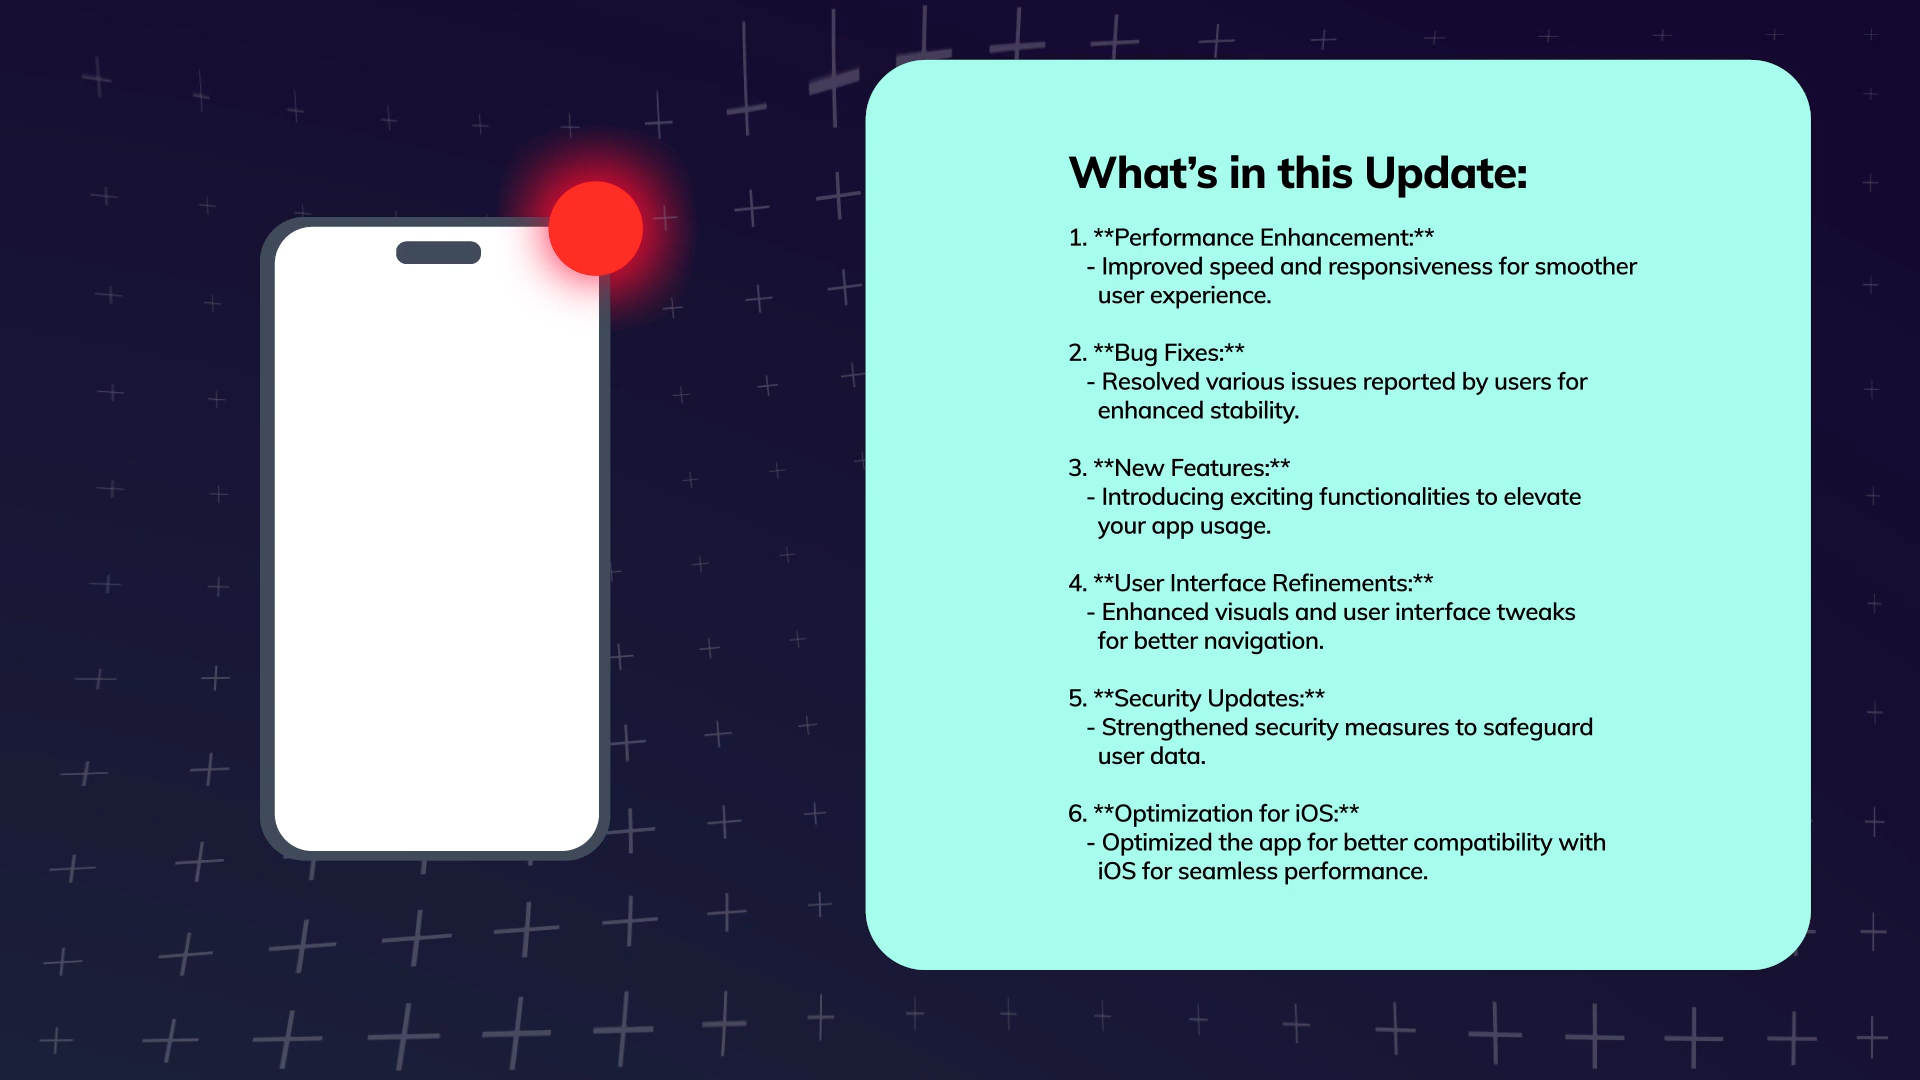 What’s in this Update:
1. **Performance Enhancement:**
- Improved speed and responsiveness for smoother
user experience.
2. **Bug Fixes:**
- Resolved various issues reported by users for
enhanced stability.
3. **New Features:**
- Introducing exciting functionalities to elevate
your app usage.
4. **User Interface Refinements:**
- Enhanced visuals and user interface tweaks
for better navigation.
5. **Security Updates:**
- Strengthened security measures to safeguard
user data.
6. **Optimization for iOS:**
- Optimized the app for better compatibility with
iOS for seamless performance.